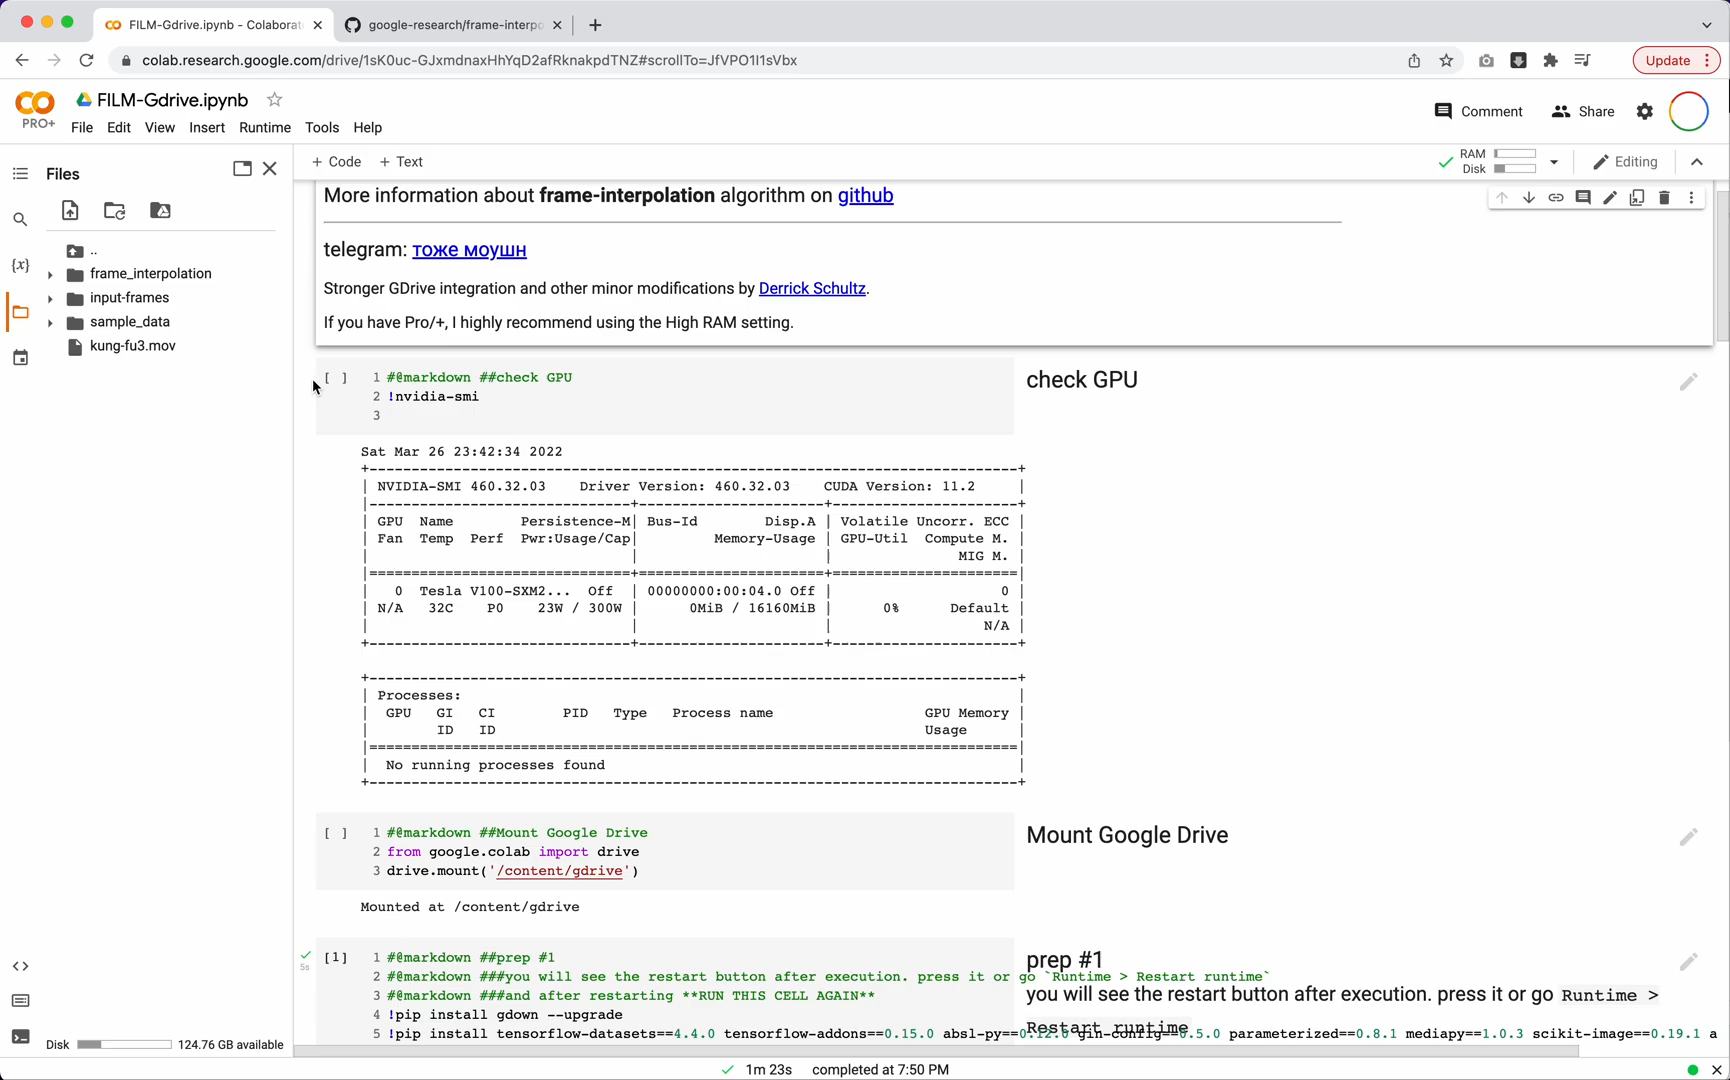 FILM-Gdrive.ipynb - Colaborat
google-research/frame-interpo
colab.research.google.com/drive/1sK0uc-GJxmdnaxHhYqD2afRknakpdTNZ#scrollTo=JfVPO1I1sVbx
Update
CO
PRO+
FILM-Gdrive.ipynb
File Edit View Insert Runtime Tools Help
Comment
Share
Files
+ Code + Text
RAM
Disk
Editing
..
frame_interpolation
input-frames
sample_data
kung-fu3.mov
{x}
<>
Disk 124.76 GB available
More information about frame-interpolation algorithm on github
telegram: тоже моушн
Stronger GDrive integration and other minor modifications by Derrick Schultz.
If you have Pro/+, I highly recommend using the High RAM setting.
[ ] 1 #@markdown ##check GPU
2 !nvidia-smi
3
check GPU
Sat Mar 26 23:42:34 2022
+-----------------------------------------------------------------------------+
| NVIDIA-SMI 460.32.03    Driver Version: 460.32.03    CUDA Version: 11.2     |
|-------------------------------+----------------------+----------------------+
| GPU  Name        Persistence-M| Bus-Id        Disp.A | Volatile Uncorr. ECC |
| Fan  Temp  Perf  Pwr:Usage/Cap|         Memory-Usage | GPU-Util  Compute M. |
|                               |                      |               MIG M. |
|===============================+======================+======================|
|   0  Tesla V100-SXM2...  Off  | 00000000:00:04.0 Off |                    0 |
| N/A   32C    P0    23W / 300W |      0MiB / 16160MiB |      0%      Default |
|                               |                      |                  N/A |
+-------------------------------+----------------------+----------------------+
+-----------------------------------------------------------------------------+
| Processes:                                                                  |
|  GPU   GI   CI        PID   Type   Process name                  GPU Memory |
|        ID   ID                                                   Usage      |
|=============================================================================|
|  No running processes found                                                 |
+-----------------------------------------------------------------------------+
[ ] 1 #@markdown ##Mount Google Drive
2 from google.colab import drive
3 drive.mount('/content/gdrive')
Mount Google Drive
Mounted at /content/gdrive
5s
[1] 1 #@markdown ##prep #1
2 #@markdown ###you will see the restart button after execution. press it or go `Runtime > Restart runtime`
3 #@markdown ###and after restarting **RUN THIS CELL AGAIN**
4 !pip install gdown --upgrade
5 !pip install tensorflow-datasets==4.4.0 tensorflow-addons==0.15.0 absl-py==0.12.0 gin-config==0.5.0 parameterized==0.8.1 mediapy==1.0.3 scikit-image==0.19.1 a
prep #1
you will see the restart button after execution. press it or go Runtime >
Restart runtime
1m 23s completed at 7:50 PM